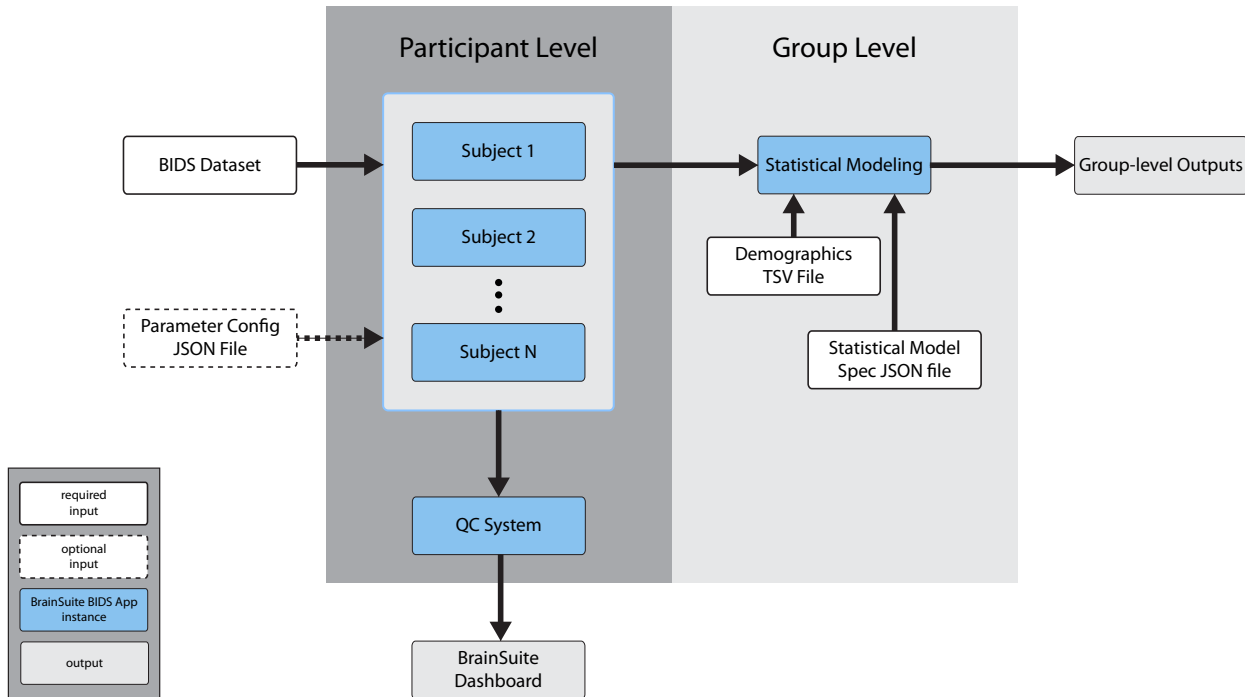 Participant Level
Group Level
BIDS Dataset
Subject 1
Statistical Modeling
Group-level Outputs
Subject 2
Demographics
TSV File
Parameter Config
JSON File
Subject N
Statistical Model
Spec JSON file
QC System
BrainSuite
Dashboard
required
input
optional
input
BrainSuite BIDS App
instance
output